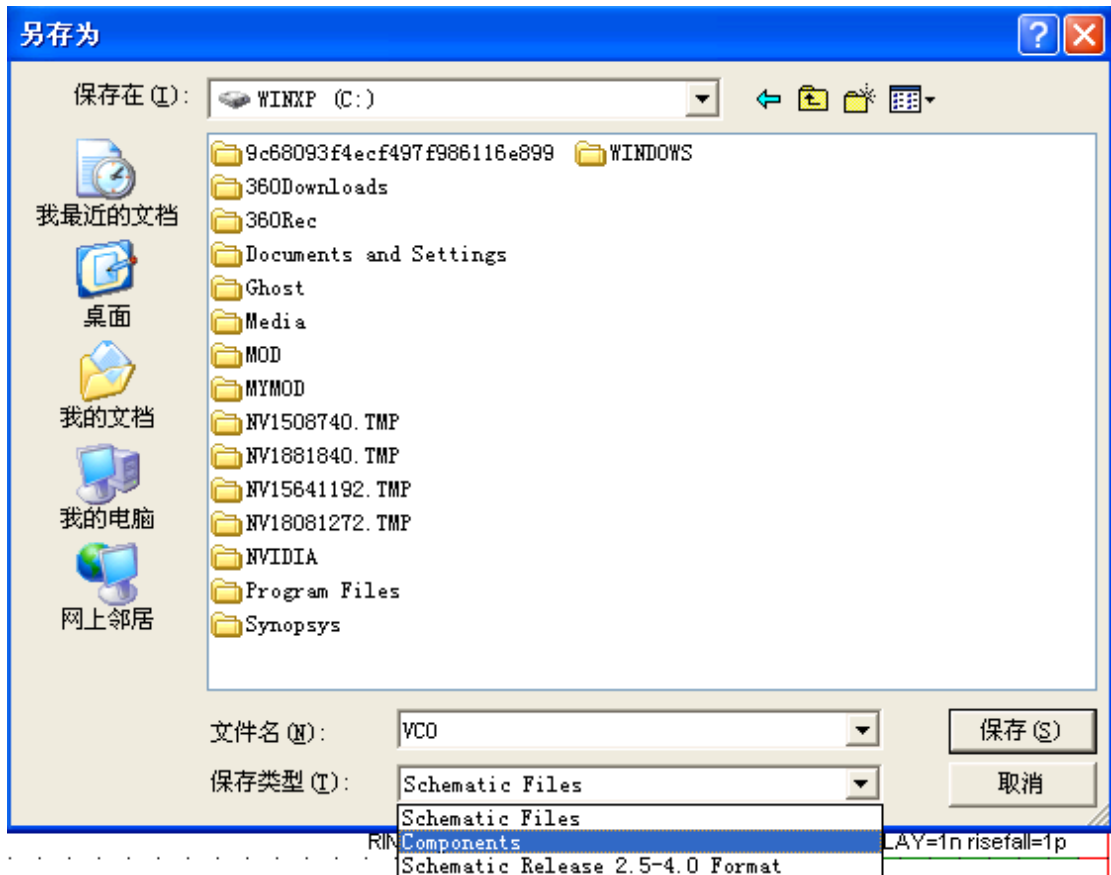 另存为
保存在(I):
WINXP (C:)
我最近的文档
桌面
我的文档
我的电脑
网上邻居
9c68093f4ecf497f986116e899
WINDOWS
360Downloads
360Rec
Documents and Settings
Ghost
Media
MOD
MYMOD
NV1508740.TMP
NV1881840.TMP
NV15641192.TMP
NV18081272.TMP
NVIDIA
Program Files
Synopsys
文件名(N):
VCO
保存(S)
保存类型(T):
Schematic Files
取消
Schematic Files
Components
Schematic Release 2.5-4.0 Format
RIN
LAY=1n risefall=1p